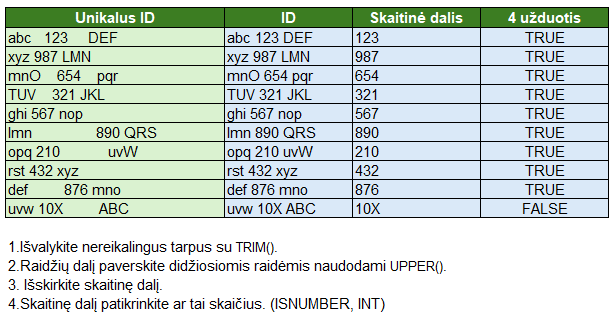 Unikalus ID ID Skaitinė dalis 4 užduotis
abc 123 DEF abc 123 DEF 123 TRUE
xyz 987 LMN xyz 987 LMN 987 TRUE
mnO 654 pqr mnO 654 pqr 654 TRUE
TUV 321 JKL TUV 321 JKL 321 TRUE
ghi 567 nop ghi 567 nop 567 TRUE
lmn 890 QRS lmn 890 QRS 890 TRUE
opq 210 uvW opq 210 uvW 210 TRUE
rst 432 xyz rst 432 xyz 432 TRUE
def 876 mno def 876 mno 876 TRUE
uvw 10X ABC uvw 10X ABC 10X FALSE
1.Išvalykite nereikalingus tarpus su TRIM().
2.Raidžių dalį paverskite didžiosiomis raidėmis naudodami UPPER().
3. Išskirkite skaitinę dalį.
4.Skaitinę dalį patikrinkite ar tai skaičius. (ISNUMBER, INT)